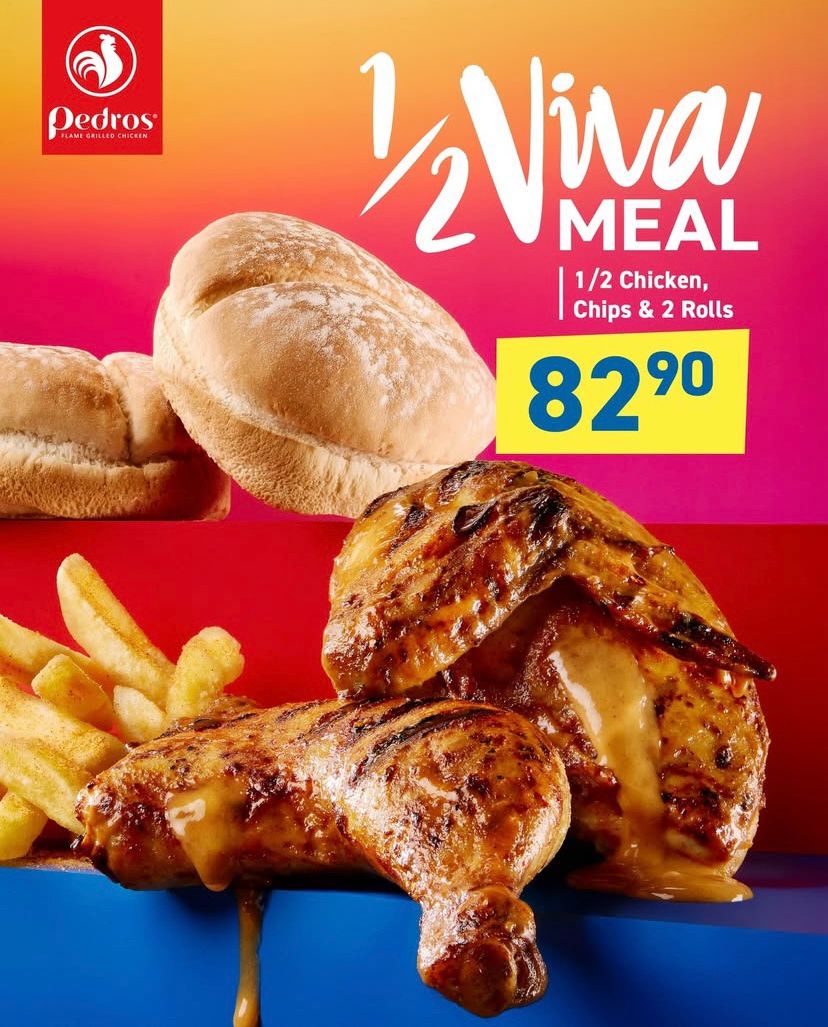 Pedros
FLAME GRILLED CHICKEN
1/2 Viva
MEAL
1/2 Chicken,
Chips & 2 Rolls
82 90